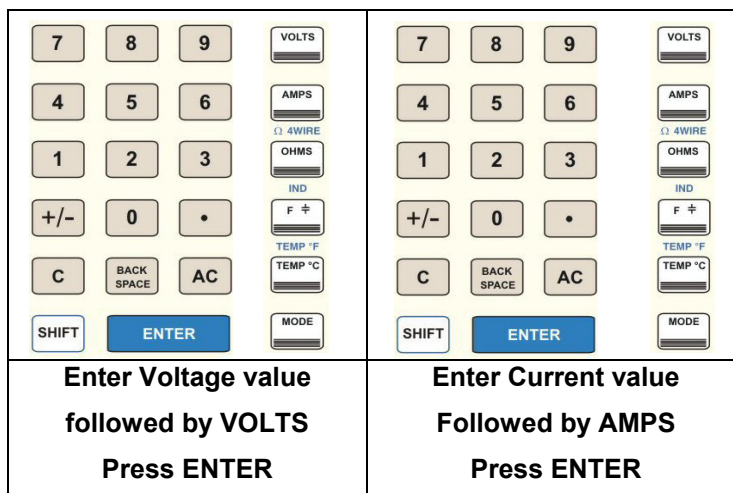 7 8 9 VOLTS
4 5 6 AMPS
Ω 4WIRE
1 2 3 OHMS
IND
+/- 0 • F
TEMP °F
C BACK SPACE AC TEMP °C
SHIFT ENTER MODE
Enter Voltage value
followed by VOLTS
Press ENTER
7 8 9 VOLTS
4 5 6 AMPS
Ω 4WIRE
1 2 3 OHMS
IND
+/- 0 • F
TEMP °F
C BACK SPACE AC TEMP °C
SHIFT ENTER MODE
Enter Current value
Followed by AMPS
Press ENTER